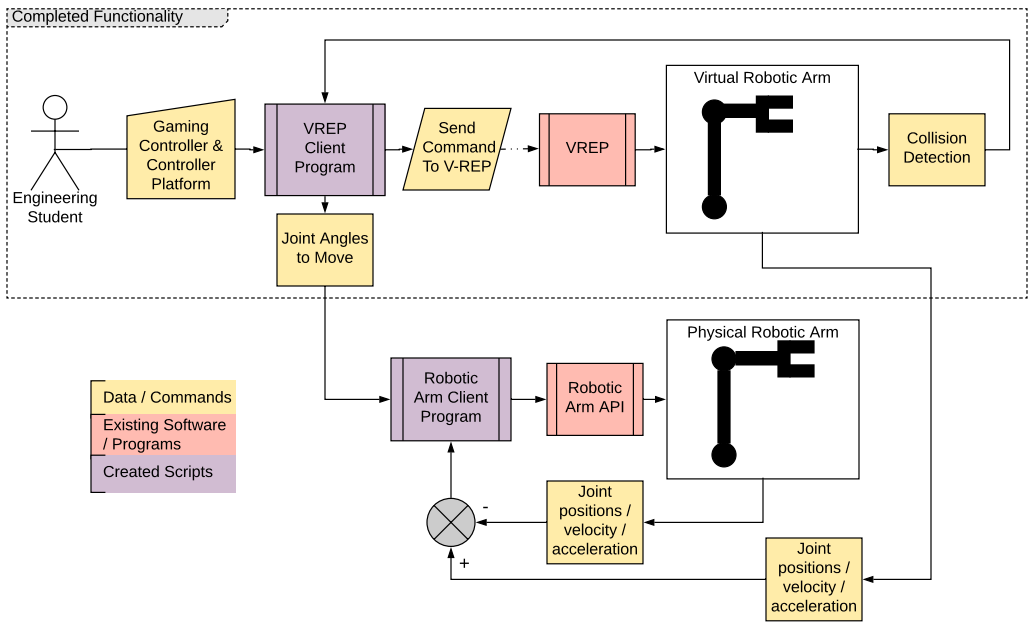 Completed Functionality
Engineering
Student
Gaming
Controller &
Controller
Platform
VREP
Client
Program
Send
Command
To V-REP
VREP
Virtual Robotic Arm
Collision
Detection
Joint Angles
to Move
Data / Commands
Existing Software
/ Programs
Created Scripts
Robotic
Arm Client
Program
Robotic
Arm API
Physical Robotic Arm
-
+
Joint
positions /
velocity /
acceleration
Joint
positions /
velocity /
acceleration